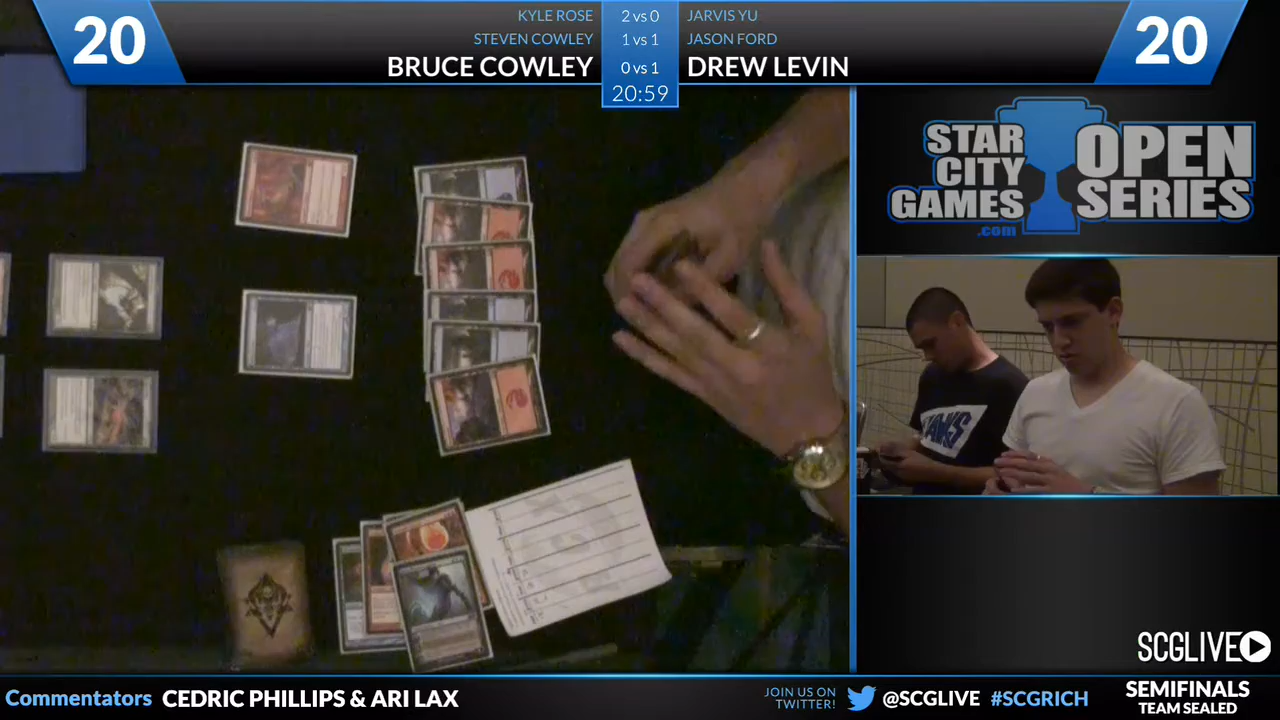 20
KYLE ROSE 2 vs 0 JARVIS YU
STEVEN COWLEY 1 vs 1 JASON FORD
BRUCE COWLEY 0 vs 1 DREW LEVIN
20:59
20
STAR
CITY
GAMES
.com
OPEN
SERIES
HAWKS
SCGLIVE
Commentators CEDRIC PHILLIPS & ARI LAX
JOIN US ON
TWITTER!
@SCGLIVE #SCGRICH
SEMIFINALS
TEAM SEALED